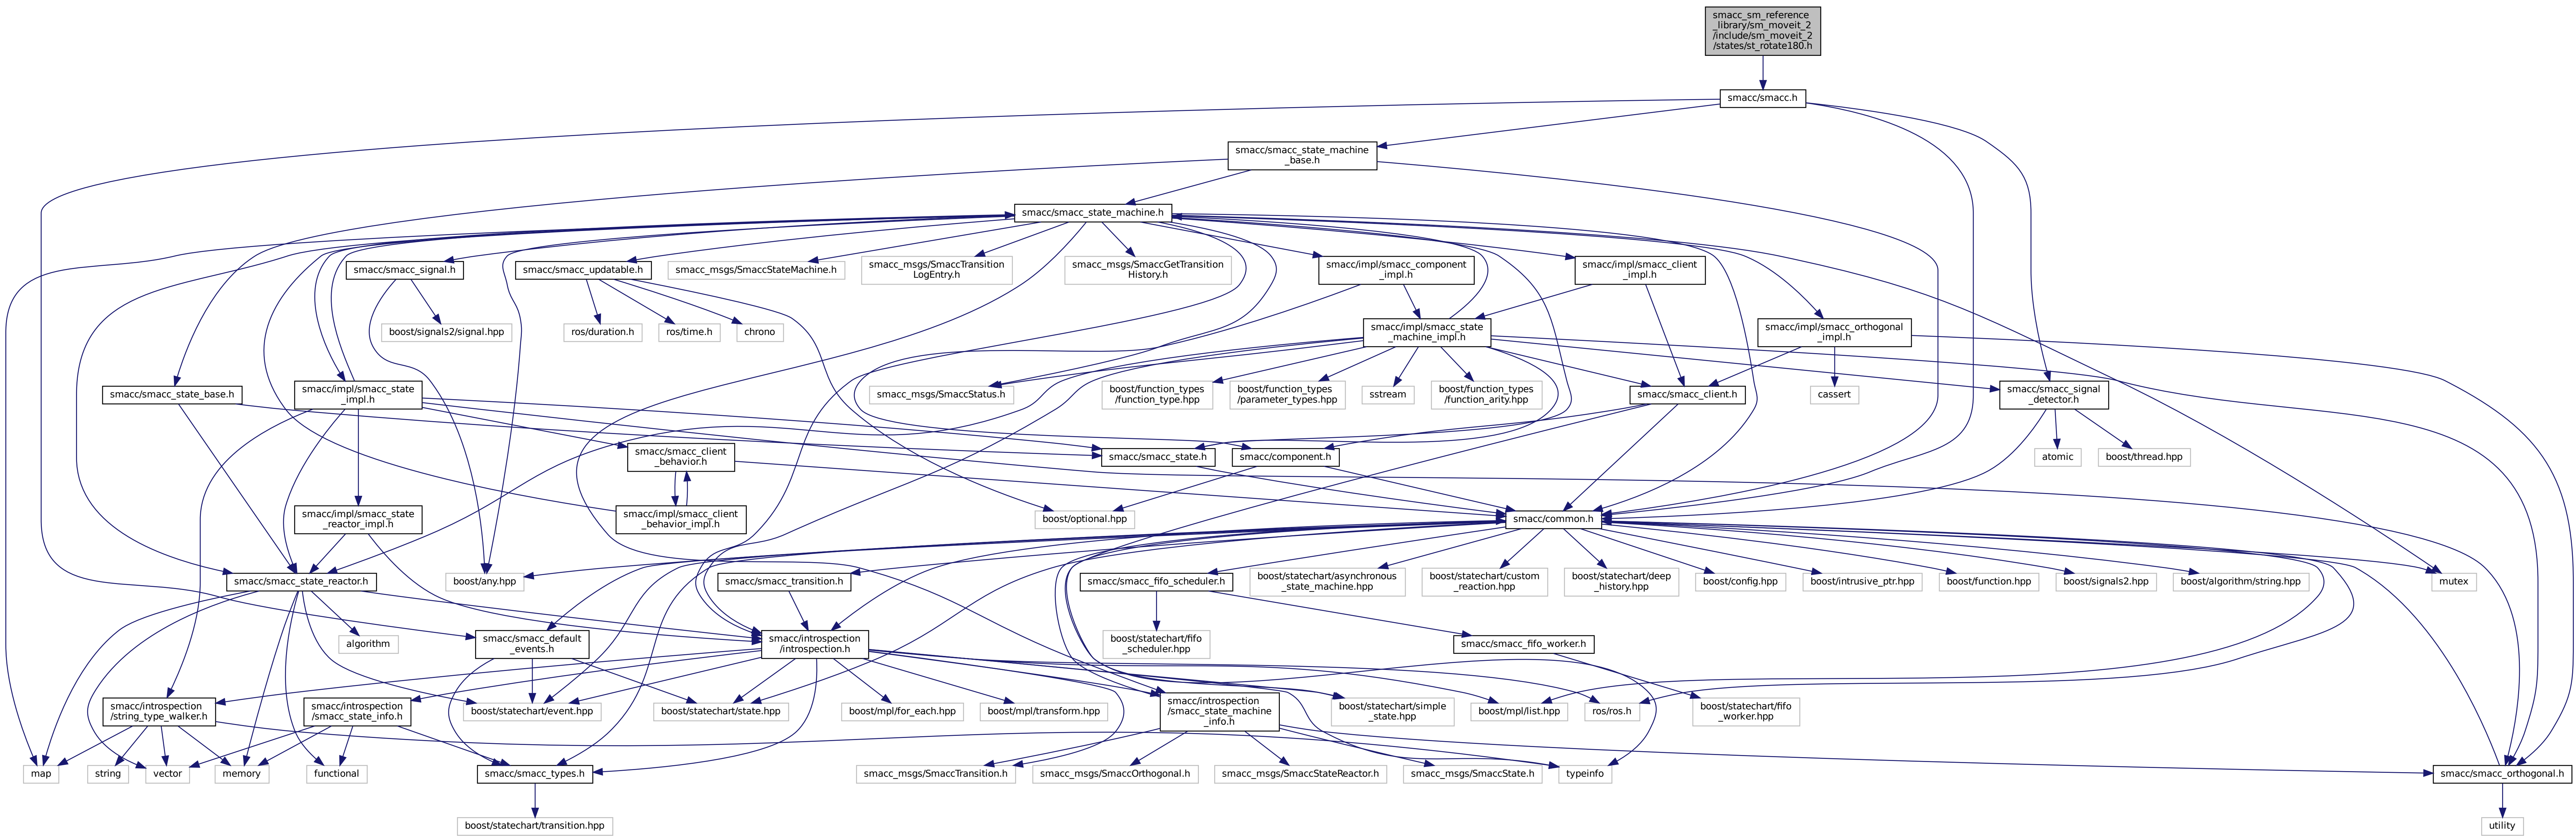 smacc_sm_reference
_library/sm_moveit_2
/include/sm_moveit_2
/states/st_rotate180.h
smacc/smacc.h
smacc/smacc_state_machine
_base.h
smacc/smacc_state_machine.h
smacc/smacc_signal.h
smacc/smacc_updatable.h
smacc_msgs/SmaccStateMachine.h
smacc_msgs/SmaccTransition
LogEntry.h
smacc_msgs/SmaccGetTransition
History.h
smacc/impl/smacc_component
_impl.h
smacc/impl/smacc_client
_impl.h
boost/signals2/signal.hpp
ros/duration.h
ros/time.h
chrono
smacc/impl/smacc_state
_machine_impl.h
smacc/impl/smacc_orthogonal
_impl.h
smacc/smacc_state_base.h
smacc/impl/smacc_state
_impl.h
smacc_msgs/SmaccStatus.h
boost/function_types
/function_type.hpp
boost/function_types
/parameter_types.hpp
sstream
boost/function_types
/function_arity.hpp
smacc/smacc_client.h
cassert
smacc/smacc_signal
_detector.h
smacc/smacc_client
_behavior.h
smacc/smacc_state.h
smacc/component.h
atomic
boost/thread.hpp
smacc/impl/smacc_state
_reactor_impl.h
smacc/impl/smacc_client
_behavior_impl.h
boost/optional.hpp
smacc/common.h
smacc/smacc_state_reactor.h
boost/any.hpp
smacc/smacc_transition.h
smacc/smacc_fifo_scheduler.h
boost/statechart/asynchronous
_state_machine.hpp
boost/statechart/custom
_reaction.hpp
boost/statechart/deep
_history.hpp
boost/config.hpp
boost/intrusive_ptr.hpp
boost/function.hpp
boost/signals2.hpp
boost/algorithm/string.hpp
mutex
algorithm
smacc/smacc_default
_events.h
smacc/introspection
/introspection.h
boost/statechart/fifo
_scheduler.hpp
smacc/smacc_fifo_worker.h
smacc/introspection
/string_type_walker.h
smacc/introspection
/smacc_state_info.h
boost/statechart/event.hpp
boost/statechart/state.hpp
boost/mpl/for_each.hpp
boost/mpl/transform.hpp
smacc/introspection
/smacc_state_machine
_info.h
boost/statechart/simple
_state.hpp
boost/mpl/list.hpp
ros/ros.h
boost/statechart/fifo
_worker.hpp
map
string
vector
memory
functional
smacc/smacc_types.h
smacc_msgs/SmaccTransition.h
smacc_msgs/SmaccOrthogonal.h
smacc_msgs/SmaccStateReactor.h
smacc_msgs/SmaccState.h
typeinfo
smacc/smacc_orthogonal.h
boost/statechart/transition.hpp
utility